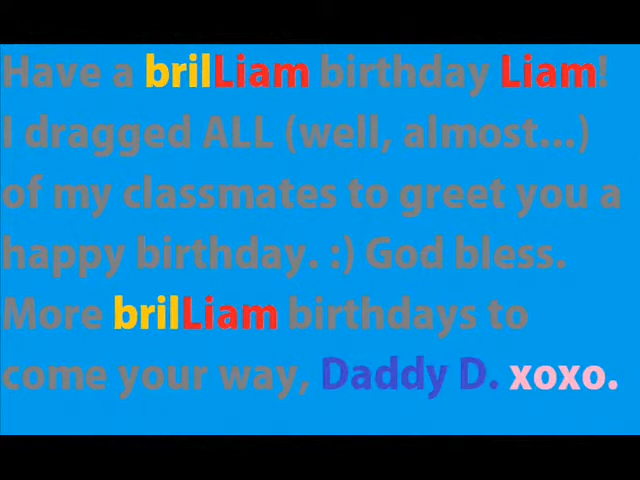 Have a brilLiam birthday Liam!
I dragged ALL (well, almost...)
of my classmates to greet you a
happy birthday. :) God bless.
More brilLiam birthdays to
come your way, Daddy D. xoxo.